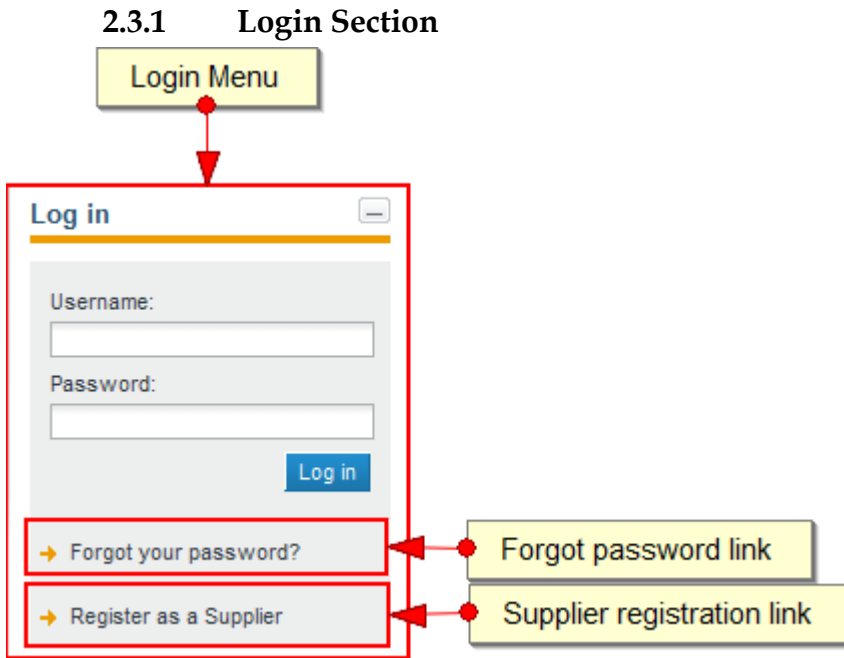 2.3.1 Login Section
Login Menu
Log in
Username:
Password:
Log in
Forgot your password?
Forgot password link
Register as a Supplier
Supplier registration link